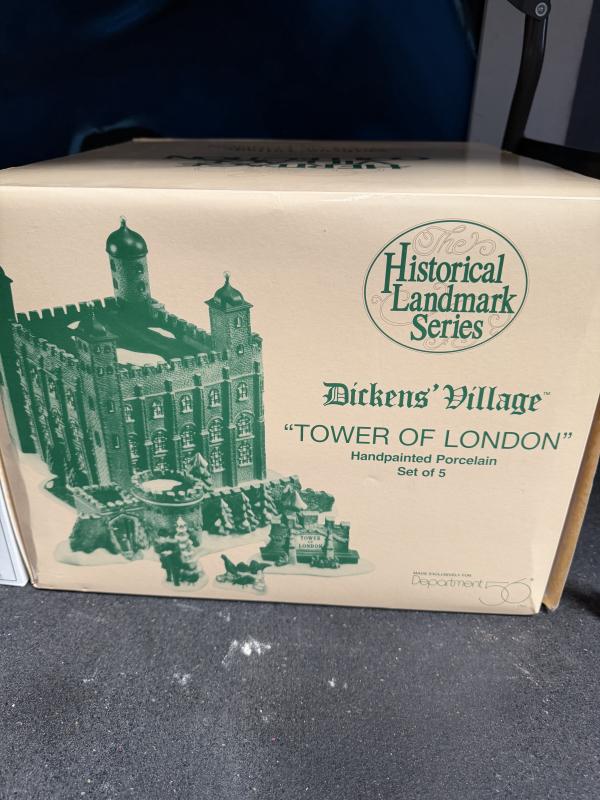 The
Historical
Landmark
Series
Dickens' Village™
"TOWER OF LONDON"
Handpainted Porcelain
Set of 5
TOWER
OF
LONDON
MADE EXCLUSIVELY FOR
Department 56®